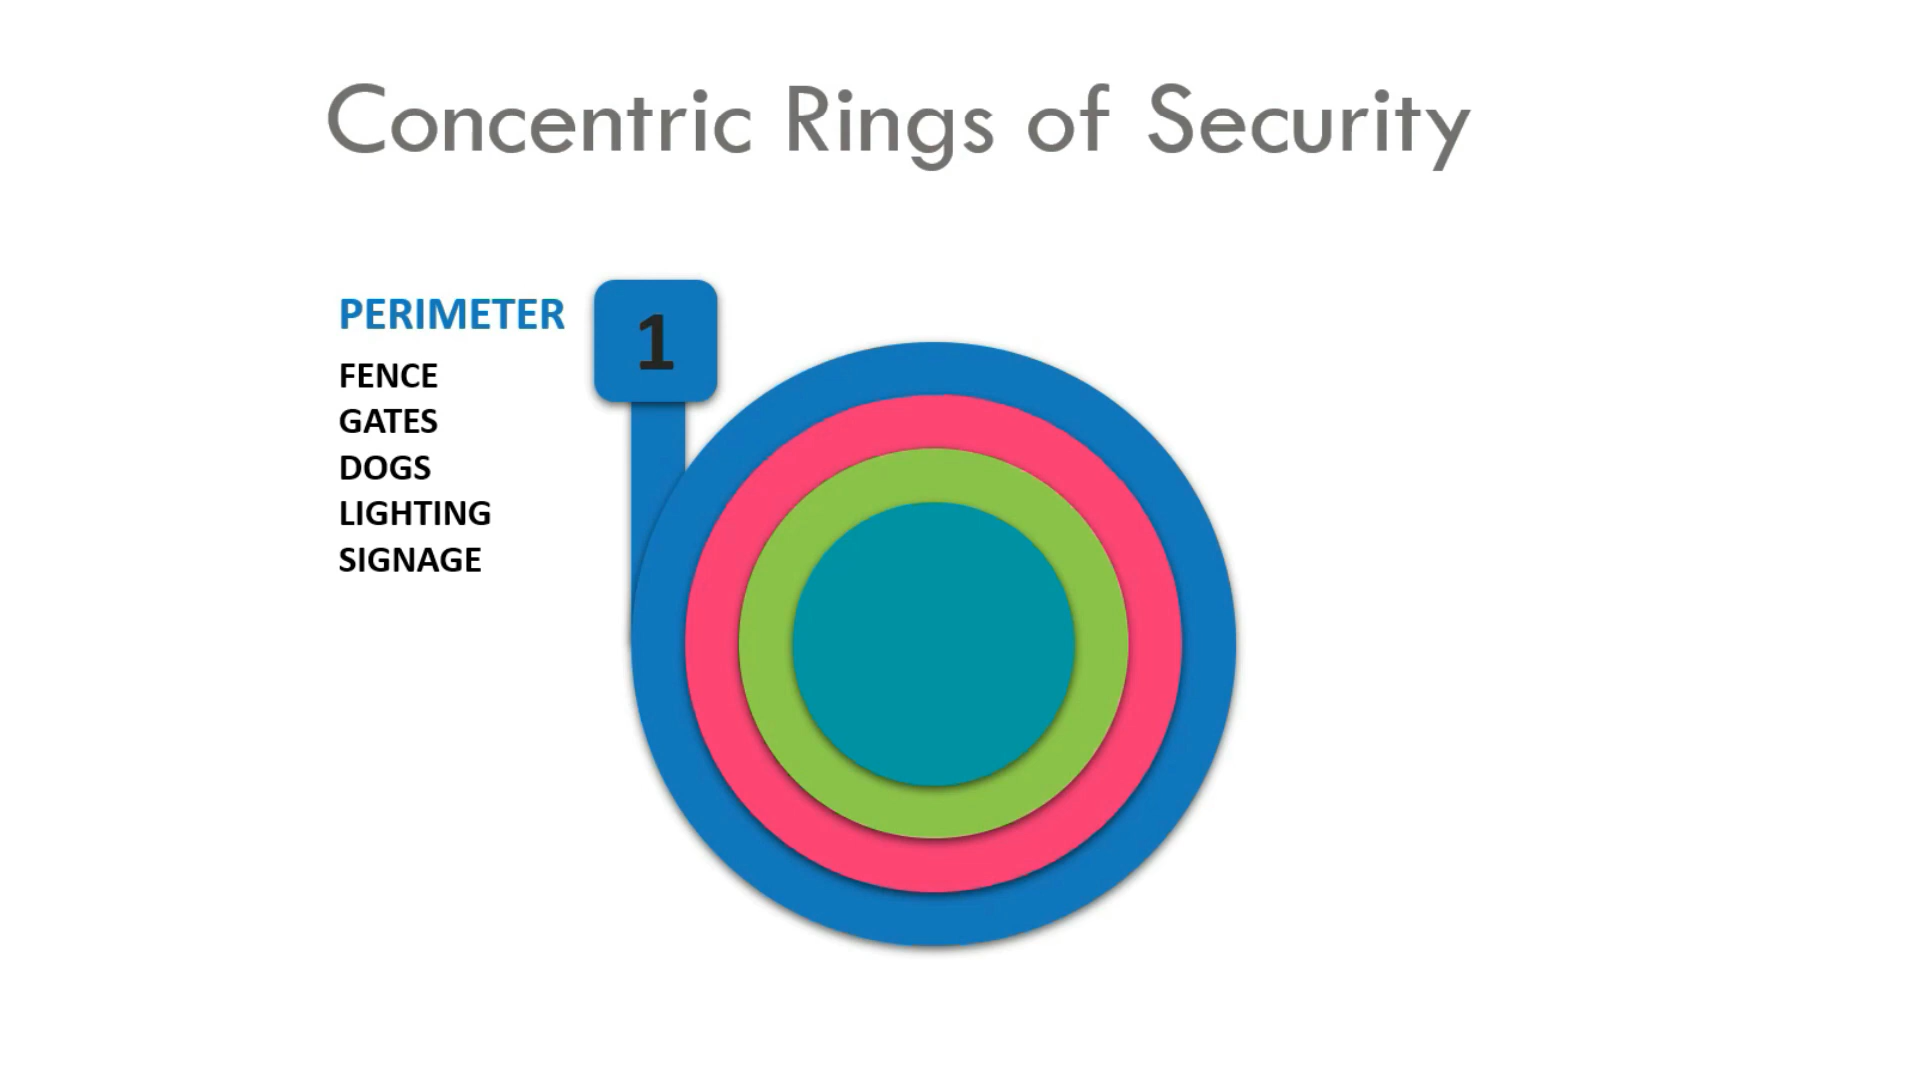 Concentric Rings of Security
PERIMETER
1
FENCE
GATES
DOGS
LIGHTING
SIGNAGE